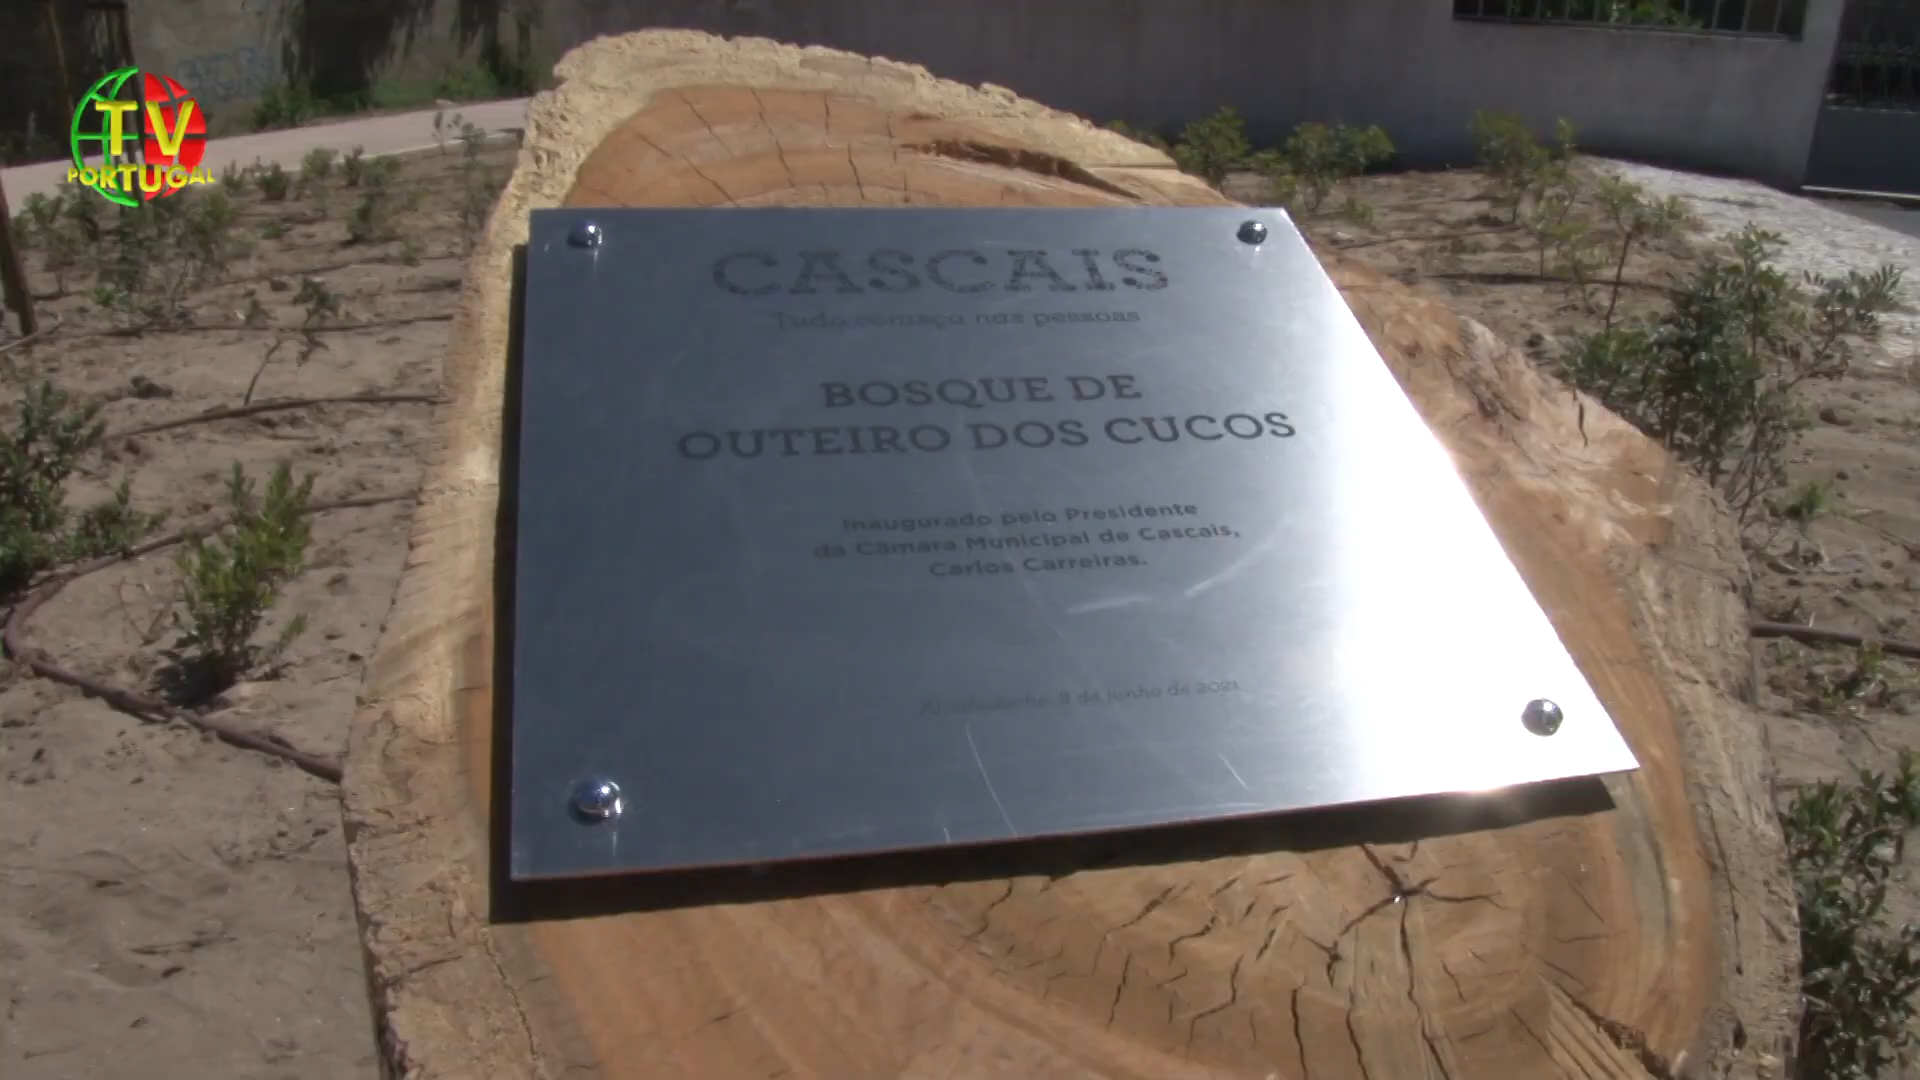 TV
PORTUGAL
CASCAIS
Tudo começa nas pessoas
BOSQUE DE
OUTEIRO DOS CUCOS
Inaugurado pelo Presidente
da Câmara Municipal de Cascais,
Carlos Carreiras.
8 de junho de 2021